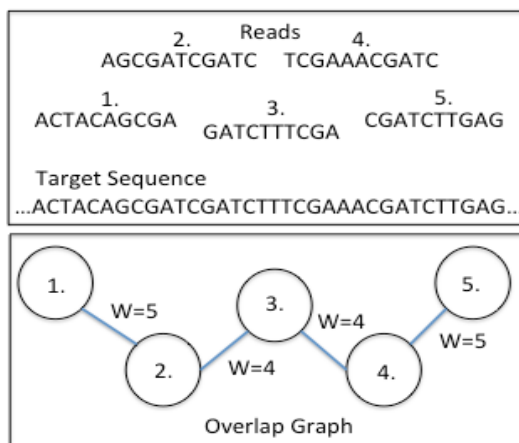 Reads
2. 4.
AGCGATCGATC TCGAAACGATC
1. 3. 5.
ACTACAGCGA GATCTTTCGA CGATCTTGAG
Target Sequence
...ACTACAGCGATCGATCTTTCGAAACGATCTTGAG...
1. 3. 5.
W=5 W=4 W=5
2. W=4 4.
Overlap Graph